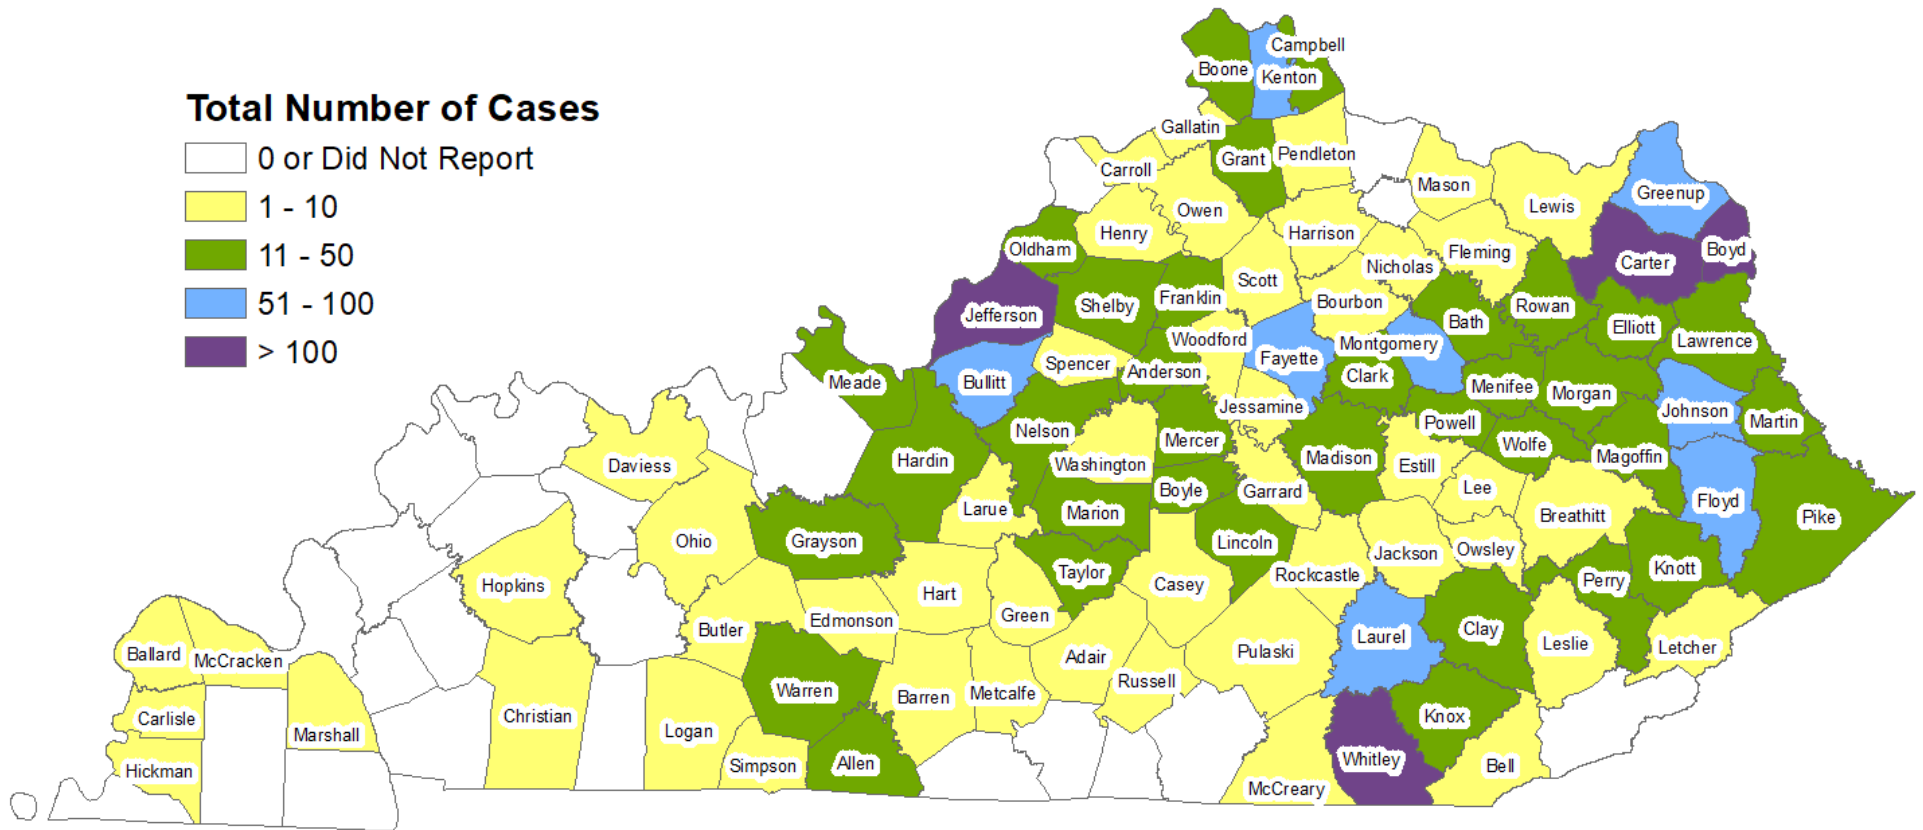 Total Number of Cases
0 or Did Not Report
1 - 10
11 - 50
51 - 100
> 100
Campbell
Boone
Kenton
Gallatin
Grant
Pendleton
Carroll
Mason
Greenup
Lewis
Owen
Henry
Harrison
Oldham
Fleming
Boyd
Carter
Nicholas
Scott
Franklin
Bourbon
Shelby
Rowan
Jefferson
Bath
Elliott
Woodford
Montgomery
Lawrence
Fayette
Spencer
Anderson
Clark
Bullitt
Meade
Menifee
Morgan
Jessamine
Johnson
Powell
Martin
Nelson
Mercer
Wolfe
Magoffin
Madison
Hardin
Washington
Estill
Daviess
Lee
Boyle
Garrard
Floyd
Larue
Marion
Breathitt
Pike
Ohio
Grayson
Lincoln
Jackson
Owsley
Taylor
Rockcastle
Knott
Perry
Casey
Hopkins
Hart
Green
Edmonson
Butler
Clay
Laurel
Leslie
Letcher
Pulaski
Ballard
McCracken
Adair
Russell
Warren
Metcalfe
Barren
Carlisle
Christian
Knox
Logan
Marshall
Whitley
Allen
Simpson
Bell
Hickman
McCreary